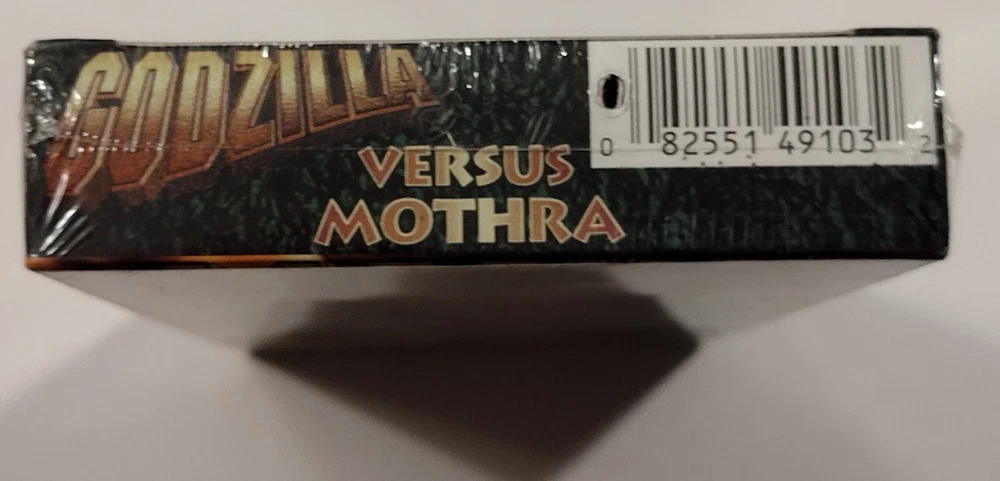 GODZILLA
VERSUS
MOTHRA
0 82551 49103 2